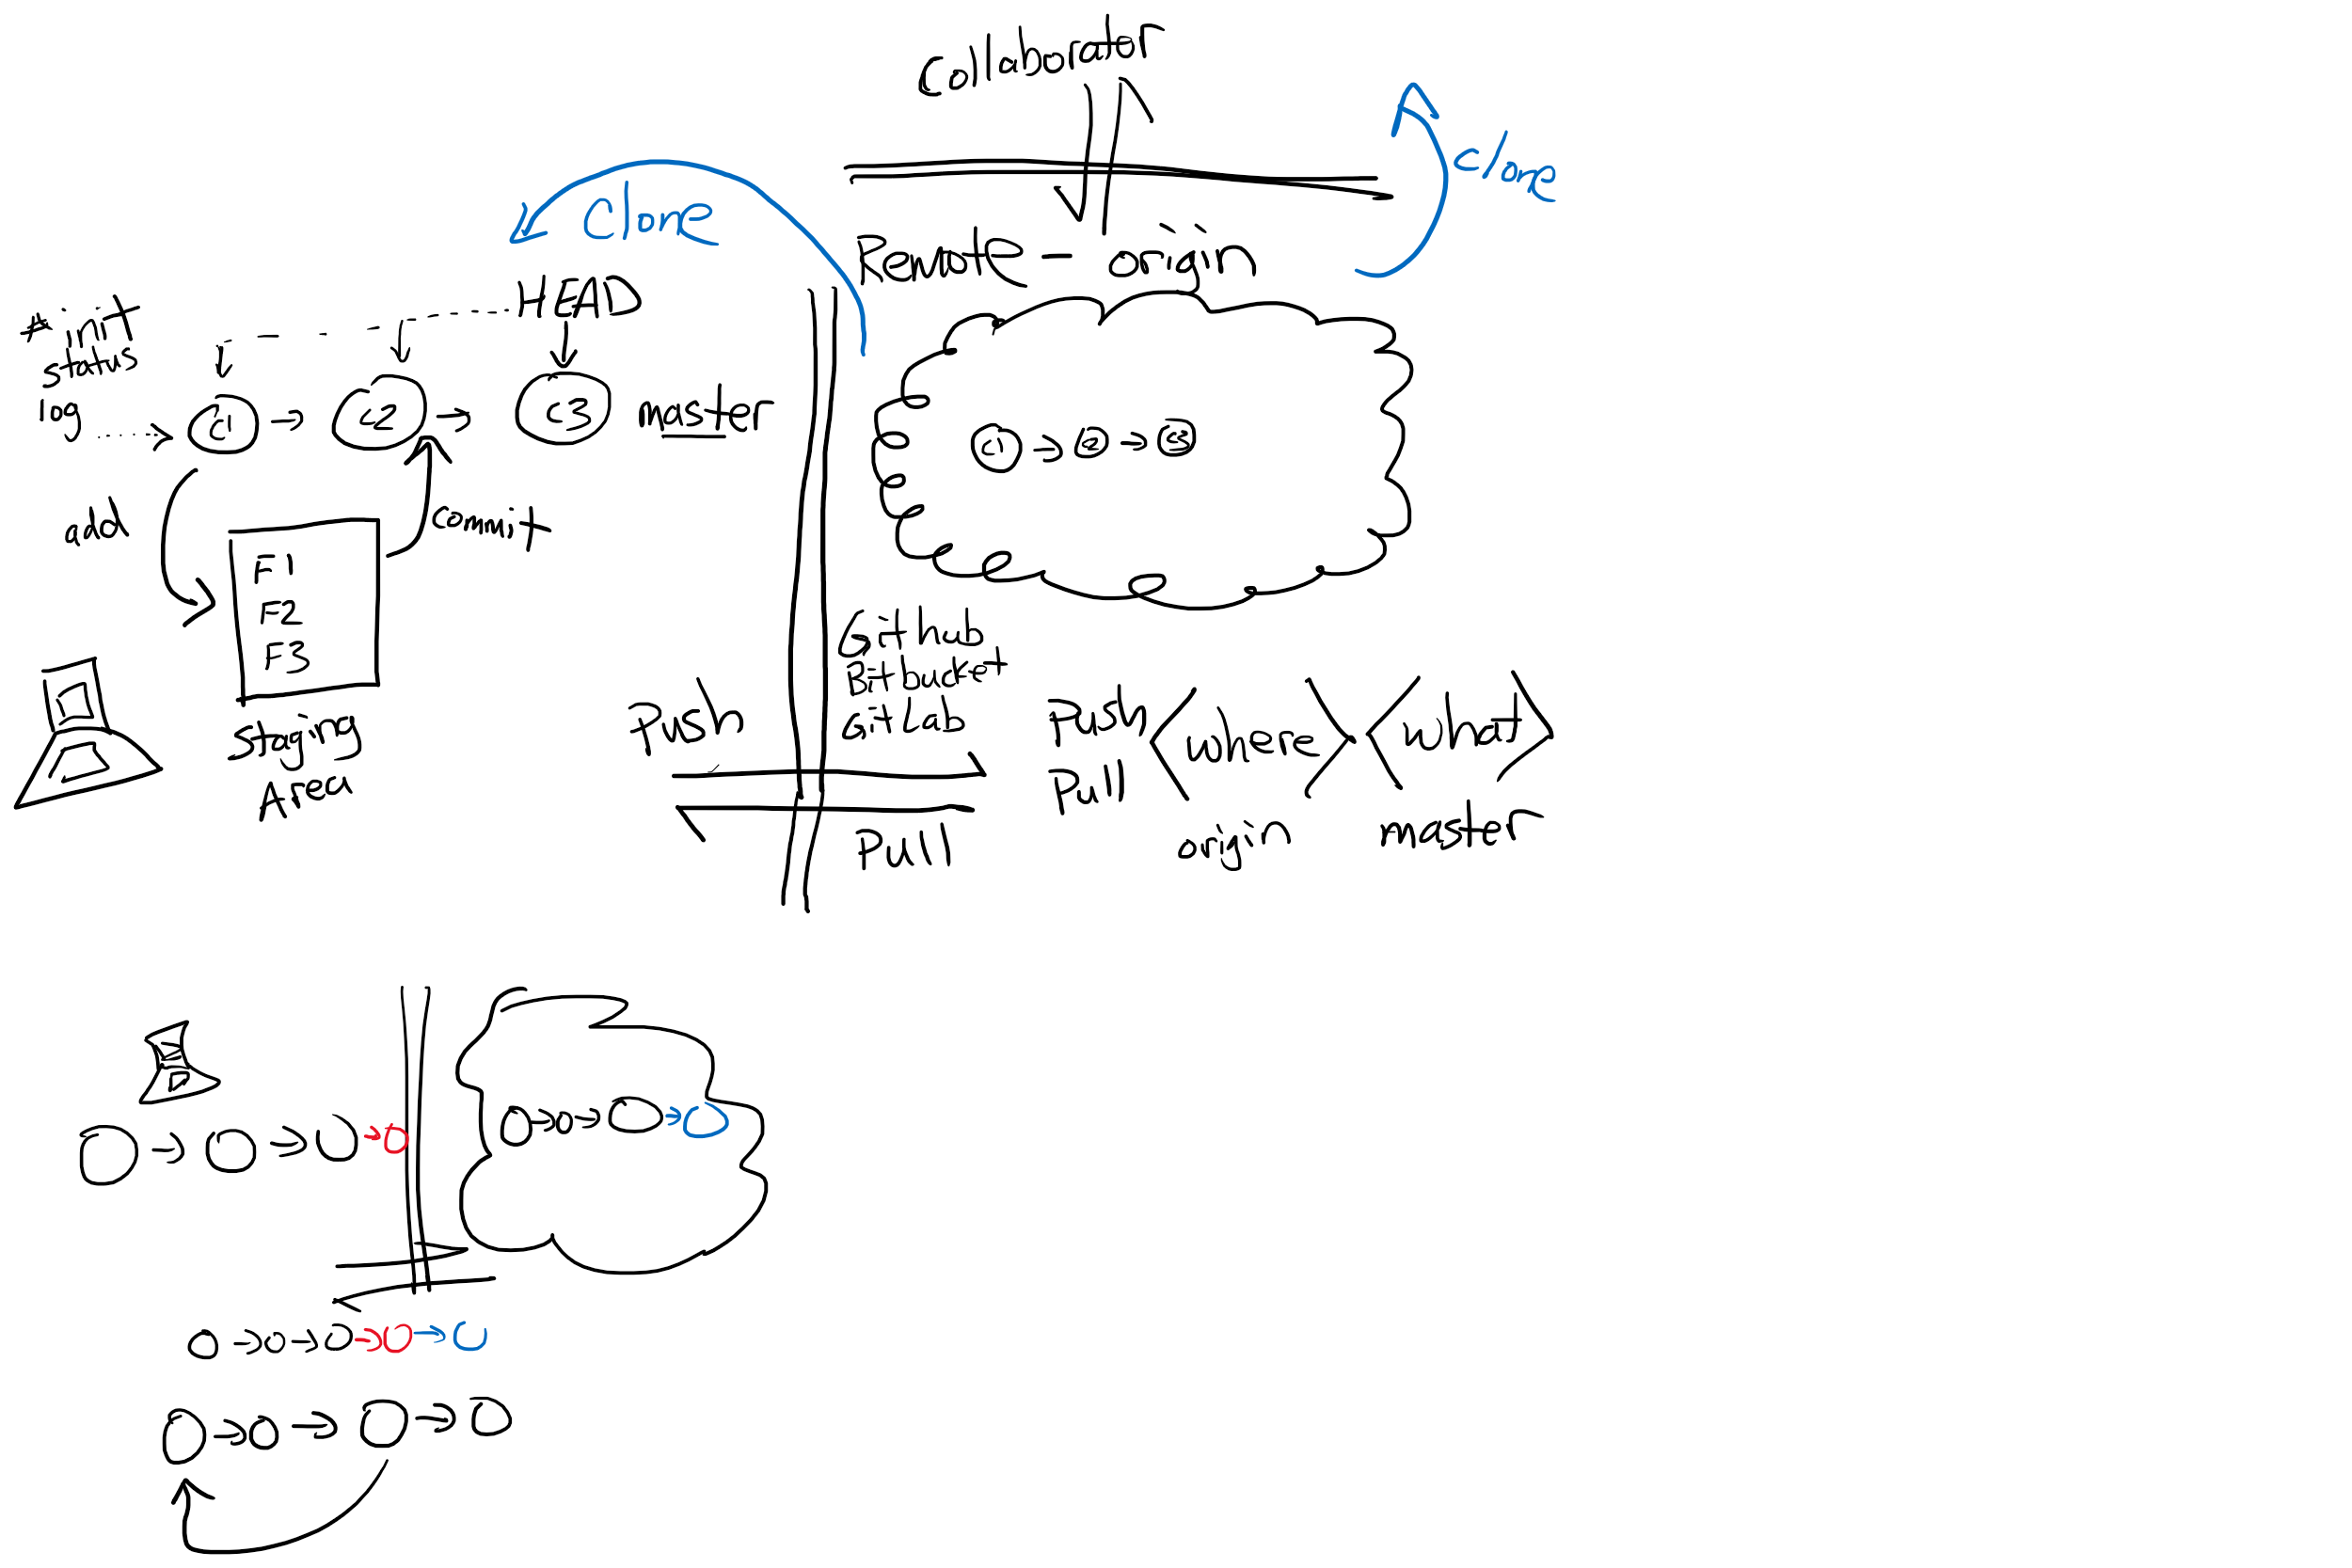 Collaborator
clone
Clone
Remote - origin
HEAD
* init
status
log
c1
c2
c3
master
c1
c2
c3
add
commit
F1
F2
F3
Staging
Area
Github
Bitbucket
Gitlab
Push
Pull
Push <where> <what>
Pull
origin
master